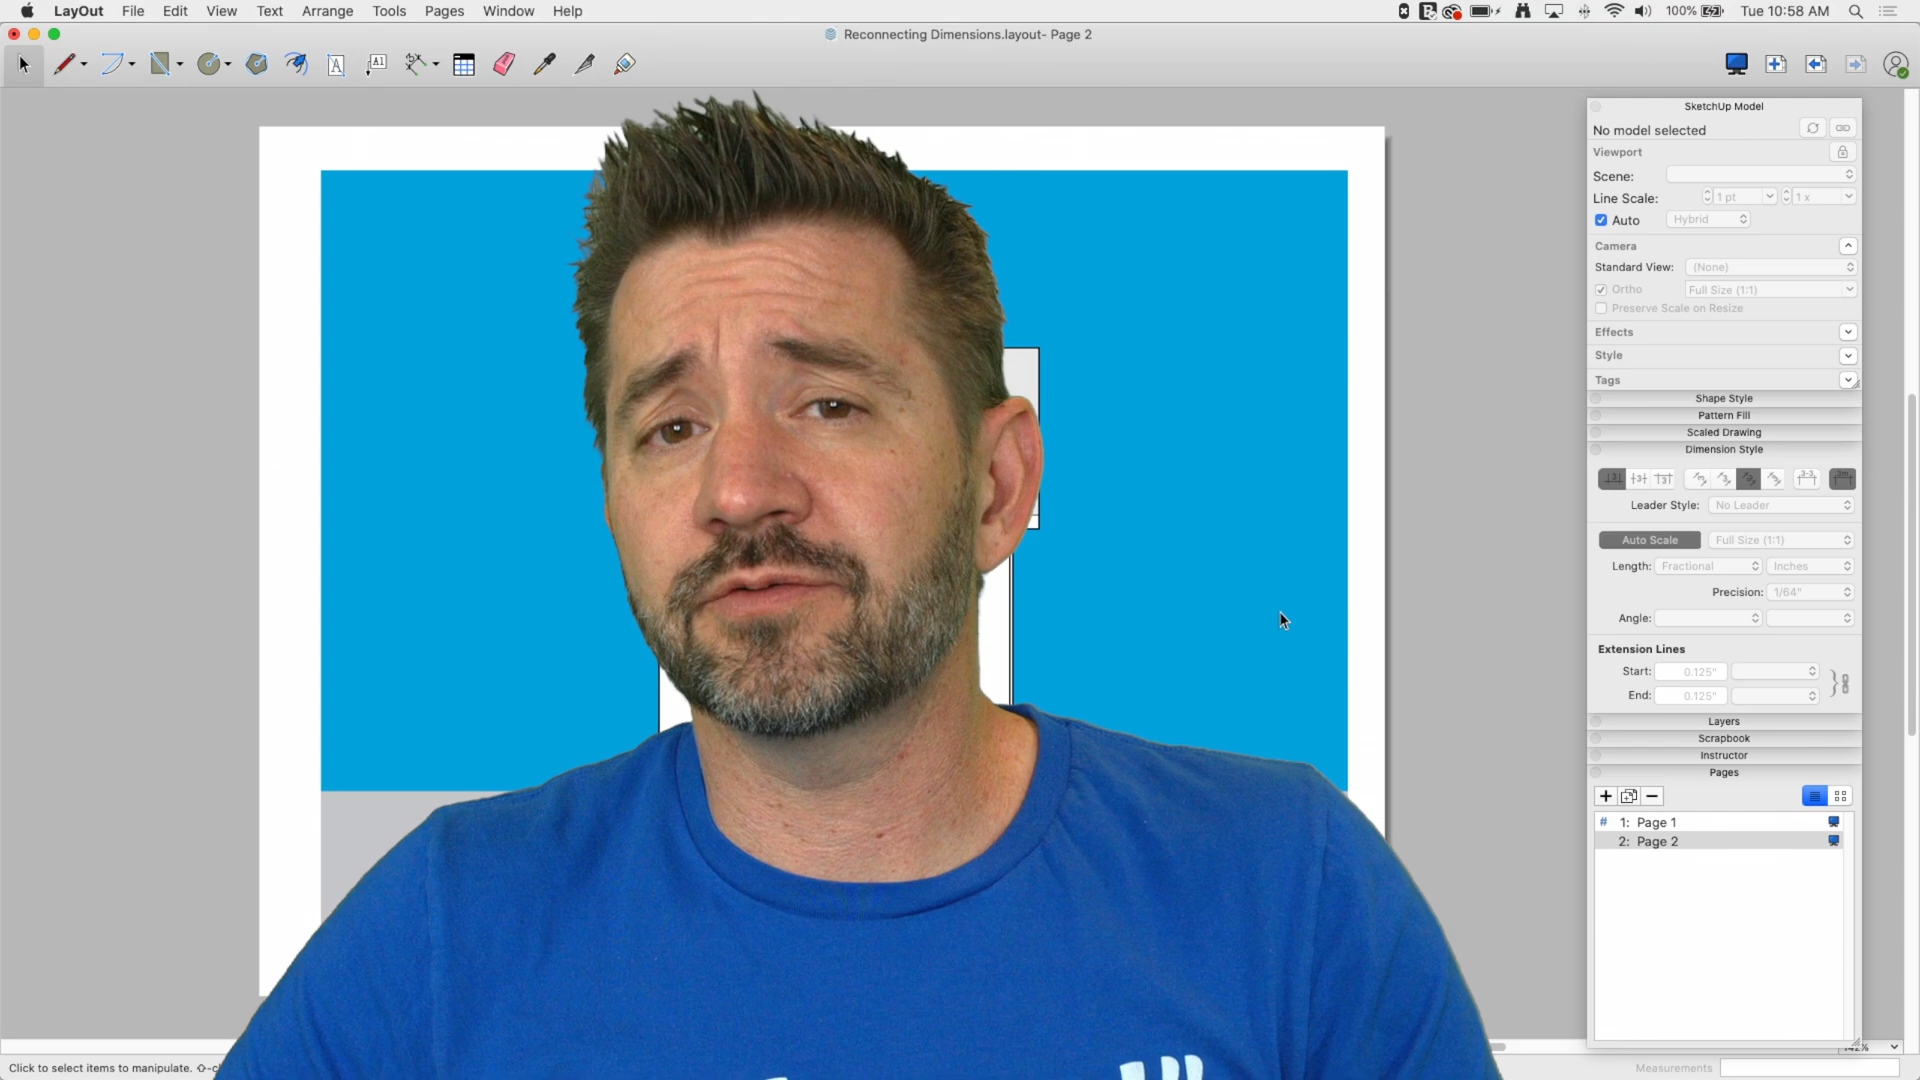 LayOut File Edit View Text Arrange Tools Pages Window Help
100% Tue 10:58 AM
Reconnecting Dimensions.layout- Page 2
SketchUp Model
No model selected
Viewport
Scene:
Line Scale: 1 pt 1 x
Auto Hybrid
Camera
Standard View: (None)
Ortho Full Size (1:1)
Preserve Scale on Resize
Effects
Style
Tags
Shape Style
Pattern Fill
Scaled Drawing
Dimension Style
Leader Style: No Leader
Auto Scale Full Size (1:1)
Length: Fractional Inches
Precision: 1/64"
Angle:
Extension Lines
Start: 0.125"
End: 0.125"
Layers
Scrapbook
Instructor
Pages
# 1: Page 1
2: Page 2
Click to select items to manipulate.
Measurements